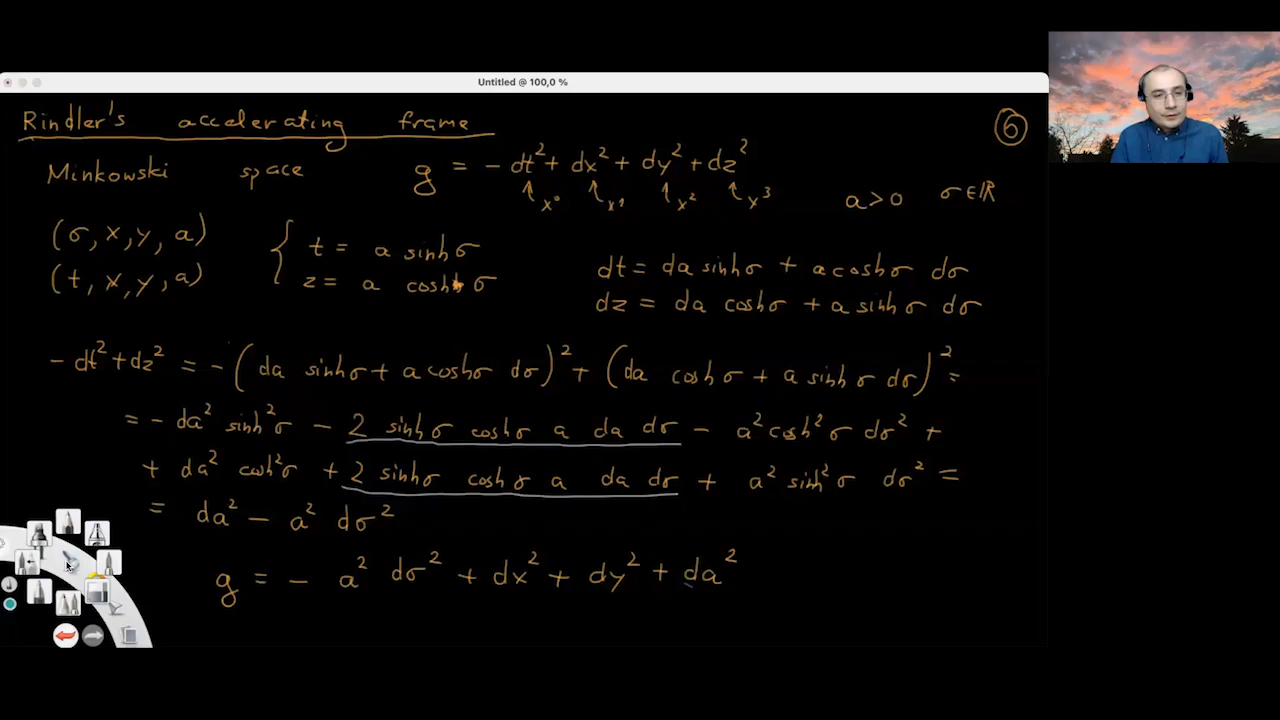 Untitled @ 100,0 %
Rindler's accelerating frame
⑥
Minkowski space g = - dt² + dx² + dy² + dz²
↑x⁰ ↑x¹ ↑x² ↑x³
a>0 σ∈ℝ
(σ, x, y, a)
(t, x, y, a)
{ t = a sinh σ
z = a cosh σ
dt = da sinh σ + a cosh σ dσ
dz = da cosh σ + a sinh σ dσ
- dt² + dz² = - (da sinh σ + a cosh σ dσ)² + (da cosh σ + a sinh σ dσ)² =
= - da² sinh² σ - 2 sinh σ cosh σ a da dσ - a² cosh² σ dσ² +
+ da² cosh² σ + 2 sinh σ cosh σ a da dσ + a² sinh² σ dσ² =
= da² - a² dσ²
g = - a² dσ² + dx² + dy² + da²